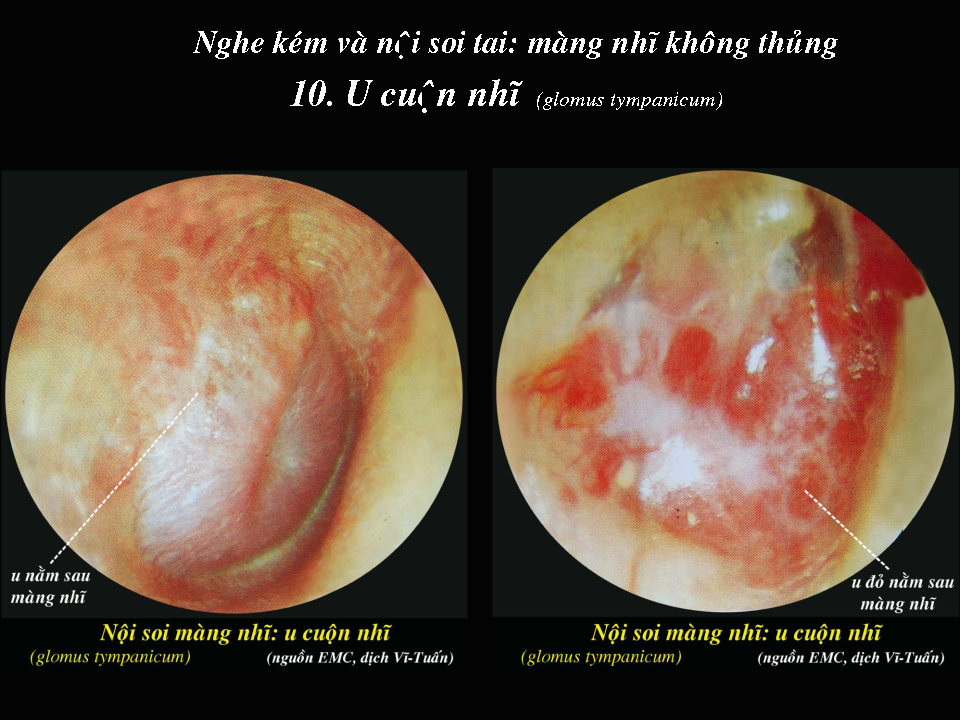 Nghe kém và nội soi tai: màng nhĩ không thủng
10. U cuộn nhĩ (glomus tympanicum)
u nằm sau
màng nhĩ
Nội soi màng nhĩ: u cuộn nhĩ
(glomus tympanicum) (nguồn EMC, dịch Vĩ-Tuấn)
u đỏ nằm sau
màng nhĩ
Nội soi màng nhĩ: u cuộn nhĩ
(glomus tympanicum) (nguồn EMC, dịch Vĩ-Tuấn)